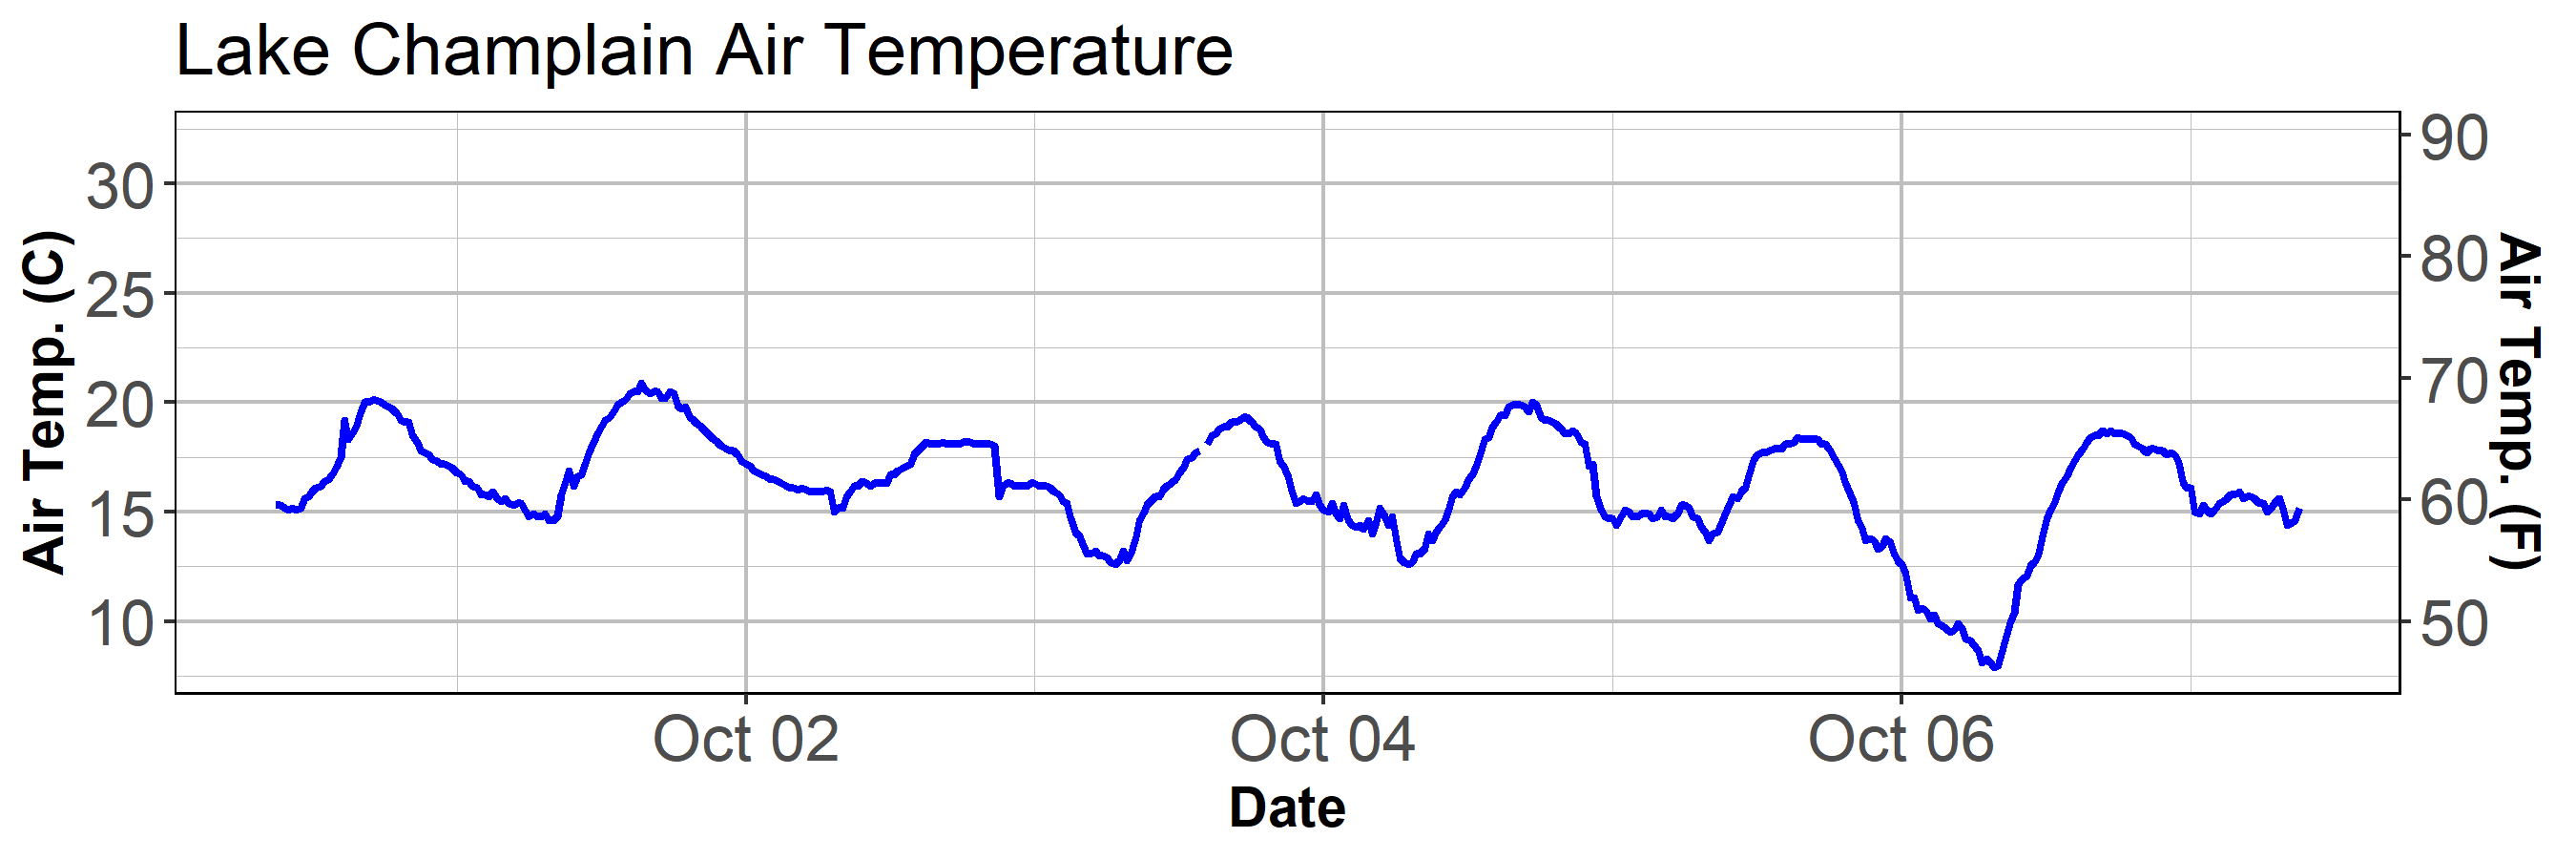 Lake Champlain Air Temperature
Air Temp. (C)
30
25
20
15
10
90
80
70
60
50
Air Temp. (F)
Oct 02
Oct 04
Oct 06
Date